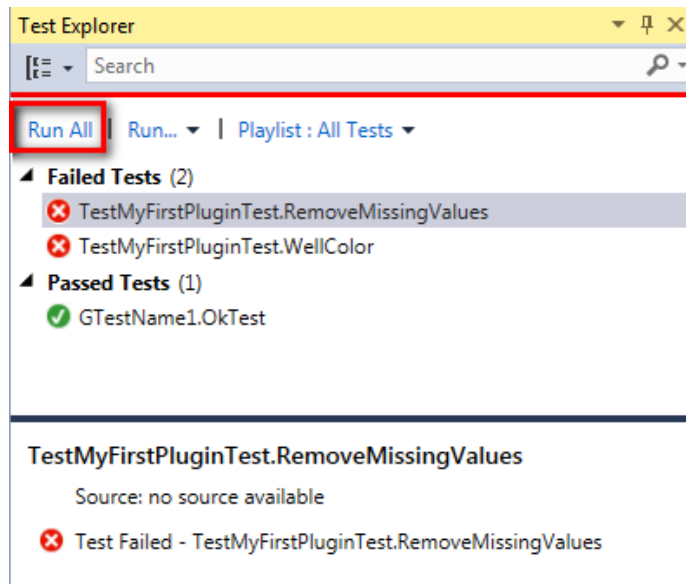 Test Explorer
Search
Run All | Run... | Playlist : All Tests
Failed Tests (2)
TestMyFirstPluginTest.RemoveMissingValues
TestMyFirstPluginTest.WellColor
Passed Tests (1)
GTestName1.OkTest
TestMyFirstPluginTest.RemoveMissingValues
Source: no source available
Test Failed - TestMyFirstPluginTest.RemoveMissingValues